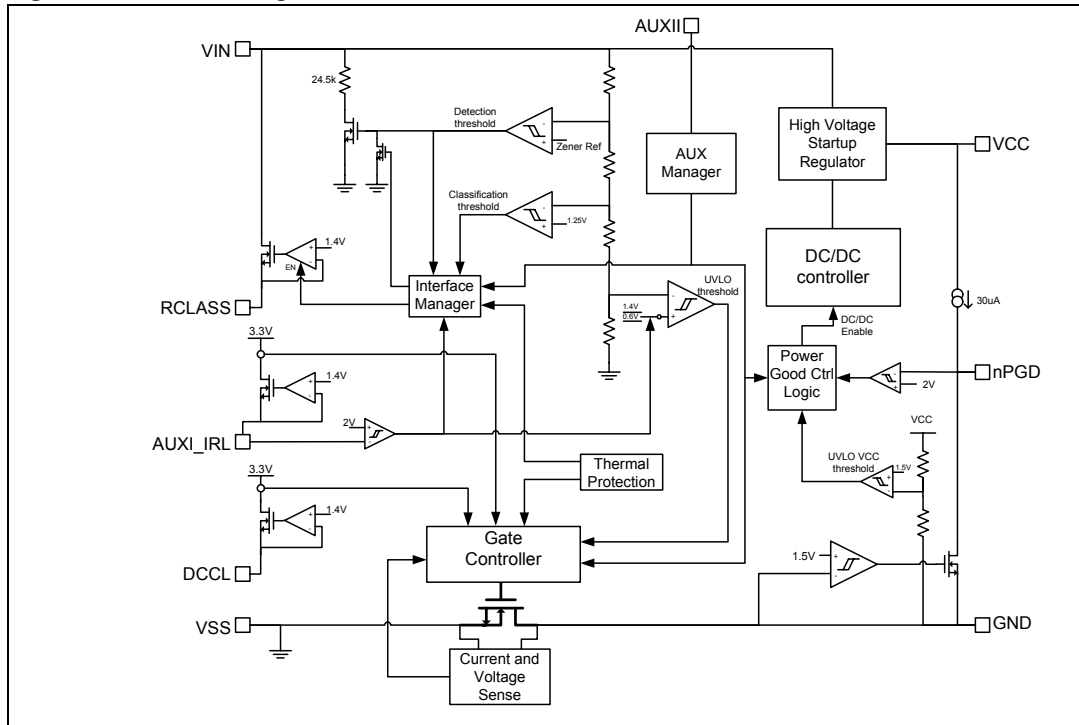 AUXII
VIN
24.5k
Detection
threshold
Zener Ref
High Voltage
Startup
Regulator
VCC
AUX
Manager
Classification
threshold
1.25V
1.4V
EN
Interface
Manager
UVLO
threshold
DC/DC
controller
RCLASS
1.4V
0.6V
30uA
DC/DC
Enable
3.3V
Power
Good Ctrl
Logic
nPGD
2V
1.4V
2V
AUXI_IRL
VCC
3.3V
Thermal
Protection
UVLO VCC
threshold
1.5V
1.4V
Gate
Controller
1.5V
DCCL
VSS
GND
Current and
Voltage
Sense